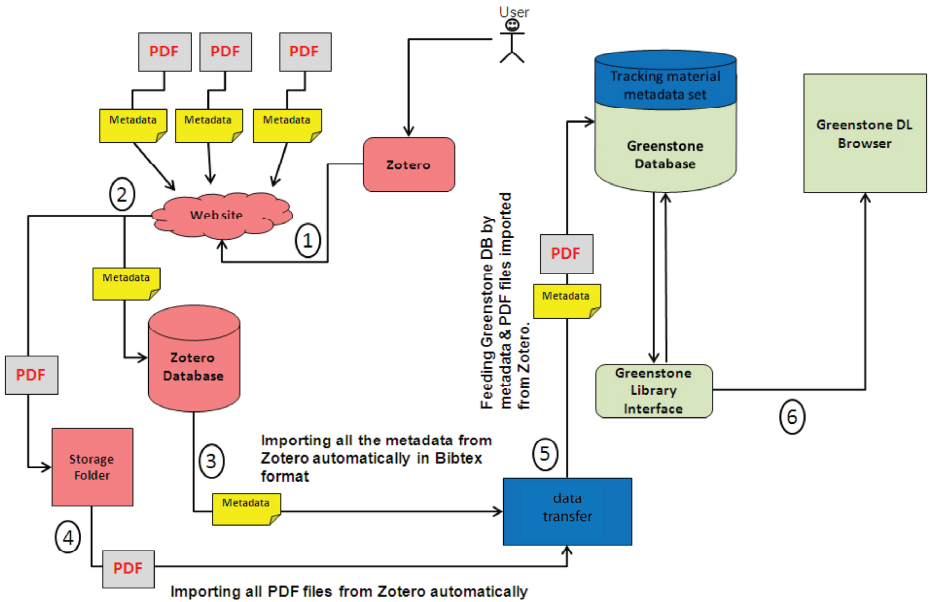 User
PDF
PDF
PDF
Metadata
Metadata
Metadata
Zotero
Website
1
2
Metadata
PDF
Zotero
Database
Storage
Folder
3
Importing all the metadata from
Zotero automatically in Bibtex
format
Metadata
4
PDF
Importing all PDF files from Zotero automatically
data
transfer
5
Feeding Greenstone DB by
metadata & PDF files imported
from Zotero.
Metadata
PDF
Tracking material
metadata set
Greenstone
Database
Greenstone
Library
Interface
6
Greenstone DL
Browser